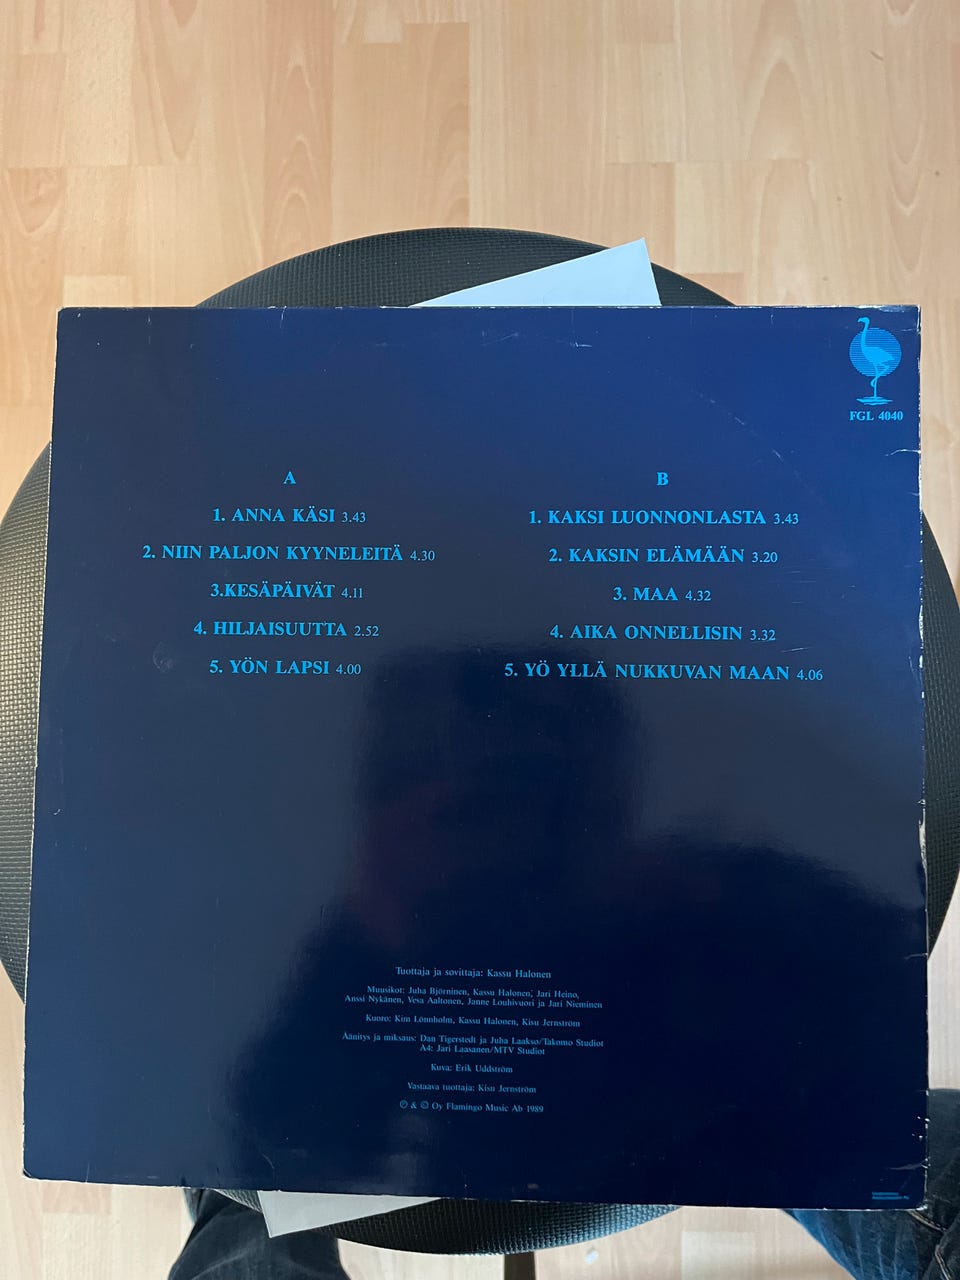 FGL 4040
A
1. ANNA KÄSI 3.43
2. NIIN PALJON KYYNELEITÄ 4.30
3.KESÄPÄIVÄT 4.11
4. HILJAISUUTTA 2.52
5. YÖN LAPSI 4.00
B
1. KAKSI LUONNONLASTA 3.43
2. KAKSIN ELÄMÄÄN 3.20
3. MAA 4.32
4. AIKA ONNELLISIN 3.32
5. YÖ YLLÄ NUKKUVAN MAAN 4.06
Tuottaja ja sovittaja: Kassu Halonen
Muusikot: Juha Björninen, Kassu Halonen, Jari Heino,
Anssi Nykänen, Vesa Aaltonen, Janne Louhivuori ja Jari Nieminen
Kuoro: Kim Lönnholm, Kassu Halonen, Kisu Jernström
Äänitys ja miksaus: Dan Tigerstedt ja Juha Laakso/Takomo Studiot
A4: Jari Laasanen/MTV Studiot
Kuva: Erik Uddström
Vastaava tuottaja: Kisu Jernström
℗ & © Oy Flamingo Music Ab 1989